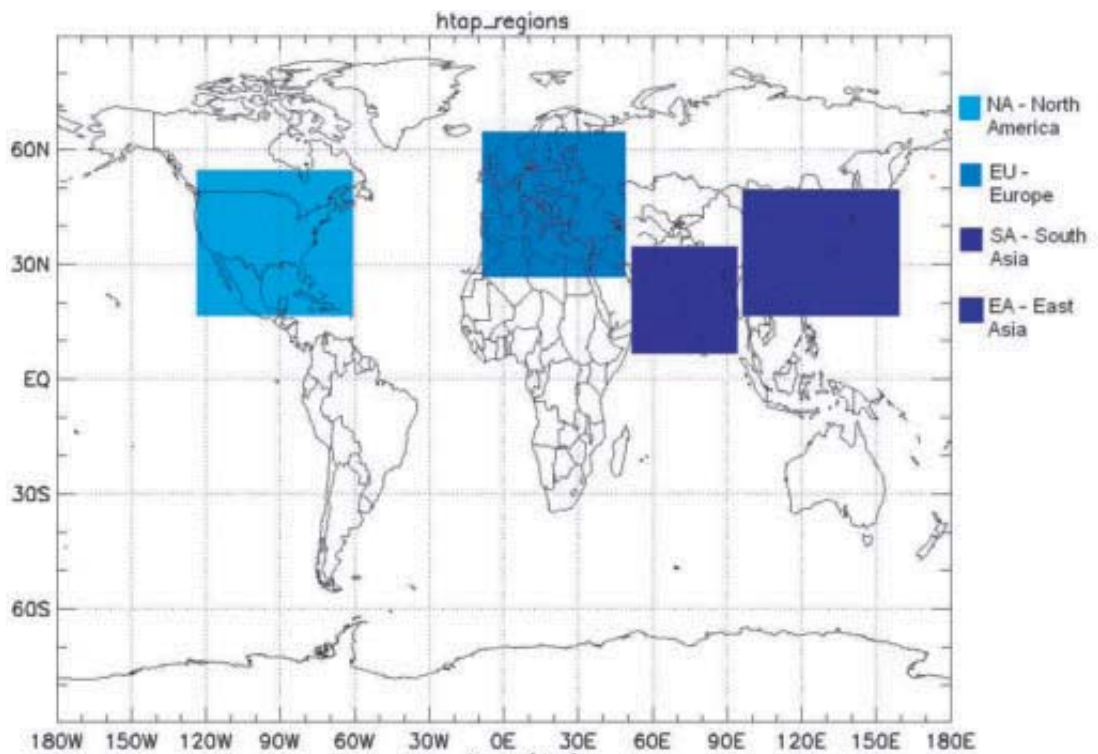 htap_regions
NA - North
America
EU -
Europe
SA - South
Asia
EA - East
Asia
60N
30N
EQ
30S
60S
180W 150W 120W 90W 60W 30W 0E 30E 60E 90E 120E 150E 180E